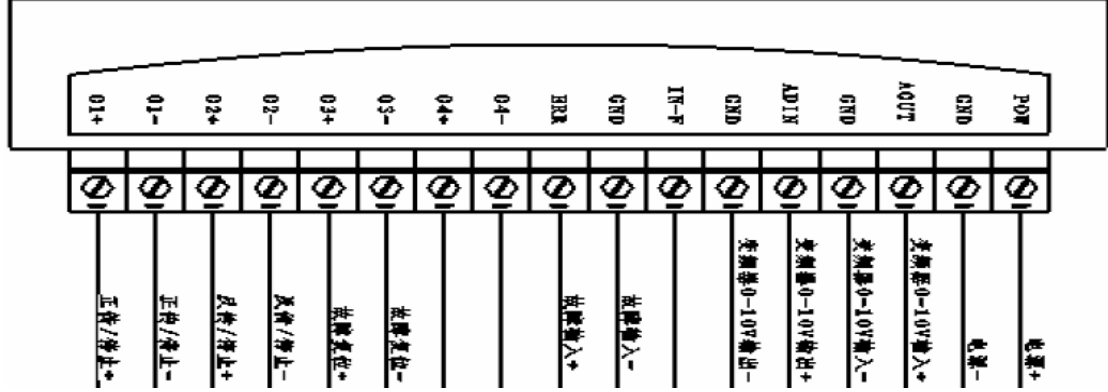 O1+
O1-
O2+
O2-
O3+
O3-
O4+
O4-
ERR
GND
IN-F
GND
ADIN
GND
AOUT
GND
POW
正传/停止+
正传/停止-
反传/停止+
反传/停止-
故障复位+
故障复位-
故障输入+
故障输入-
变频器0-10V输出-
变频器0-10V输出+
变频器0-10V输入-
变频器0-10V输入+
电源-
电源+